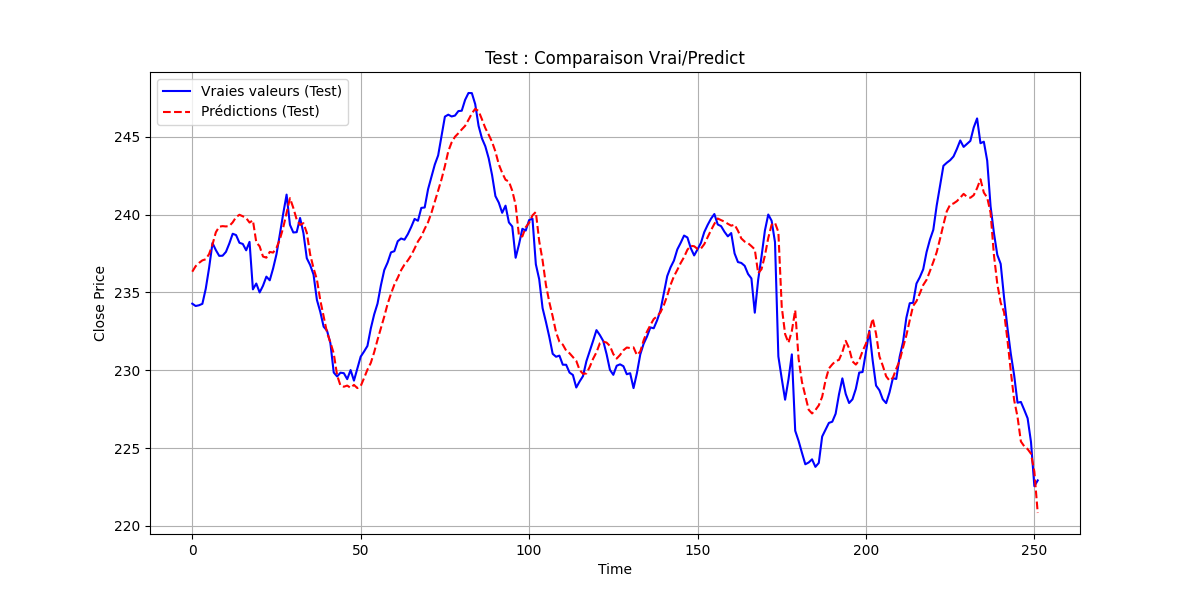 Test : Comparaison Vrai/Predict
Vraies valeurs (Test)
Prédictions (Test)
Close Price
245
240
235
230
225
220
0 50 100 150 200 250
Time